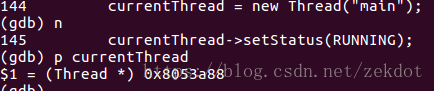 144         currentThread = new Thread("main");
(gdb) n
145         currentThread->setStatus(RUNNING);
(gdb) p currentThread
$1 = (Thread *) 0x8053a88
https://blog.csdn.net/zekdot
(gdb)